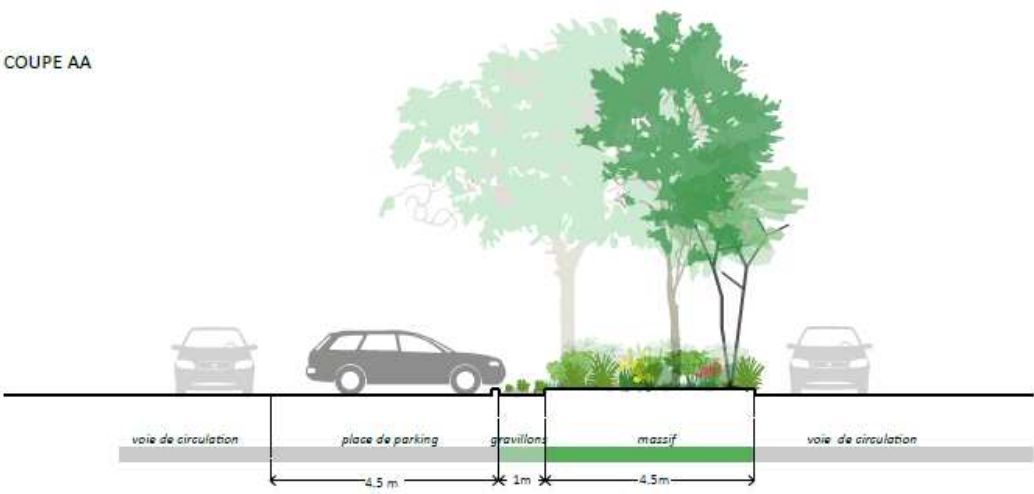 COUPE AA
voie de circulation place de parking gravillons massif voie de circulation
4.5 m 1m 4.5m